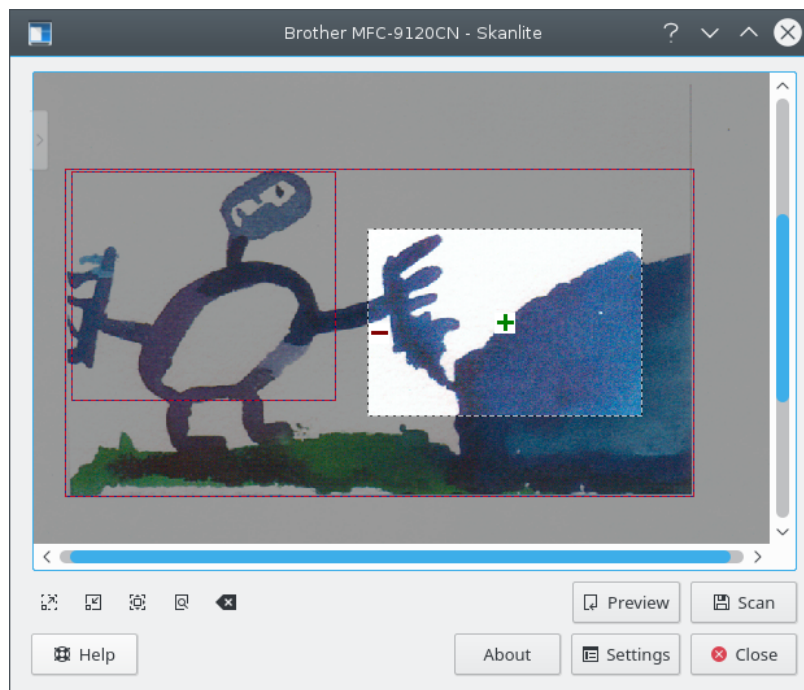 Brother MFC-9120CN - Skanlite
Preview
Scan
Help
About
Settings
Close